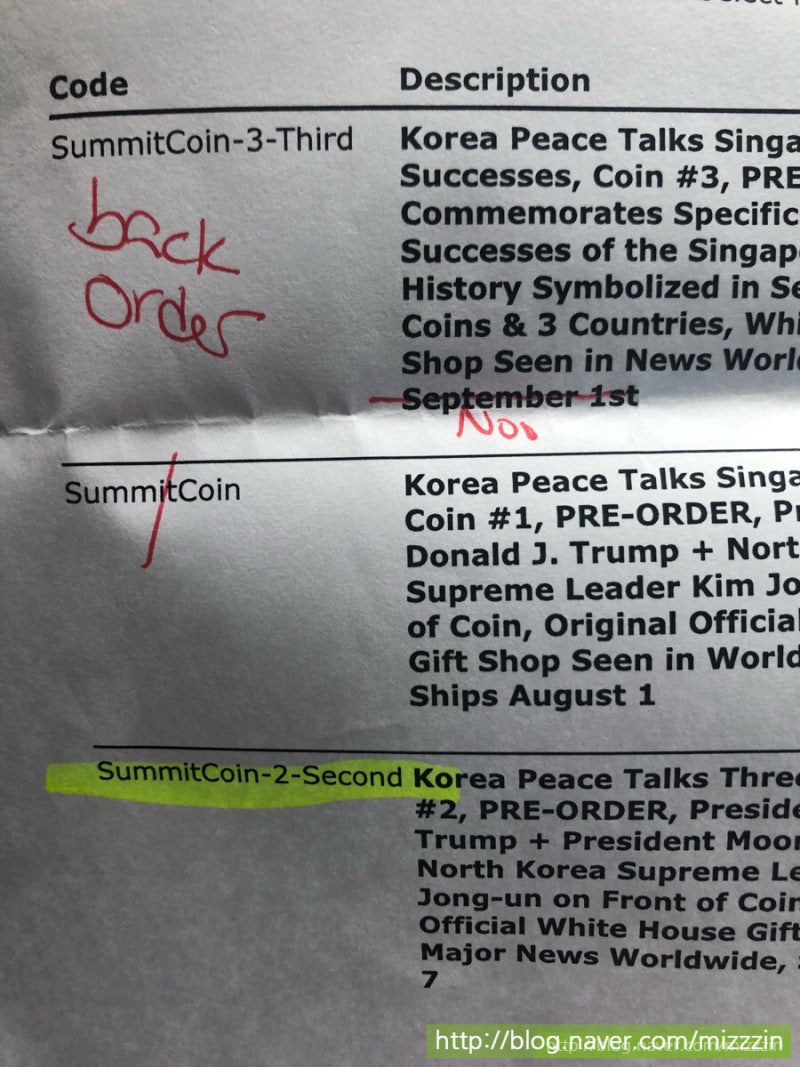 Code Description
SummitCoin-3-Third Korea Peace Talks Singa
Successes, Coin #3, PRE
back Commemorates Specific
Successes of the Singap
order History Symbolized in Se
Coins & 3 Countries, Whi
Shop Seen in News Worl
September 1st
Nov
SummitCoin Korea Peace Talks Singa
Coin #1, PRE-ORDER, Pr
Donald J. Trump + Nort
Supreme Leader Kim Jo
of Coin, Original Official
Gift Shop Seen in World
Ships August 1
SummitCoin-2-Second Korea Peace Talks Three
#2, PRE-ORDER, Preside
Trump + President Moon
North Korea Supreme Le
Jong-un on Front of Coin
Official White House Gift
Major News Worldwide,
7
http://blog.naver.com/mizzzin